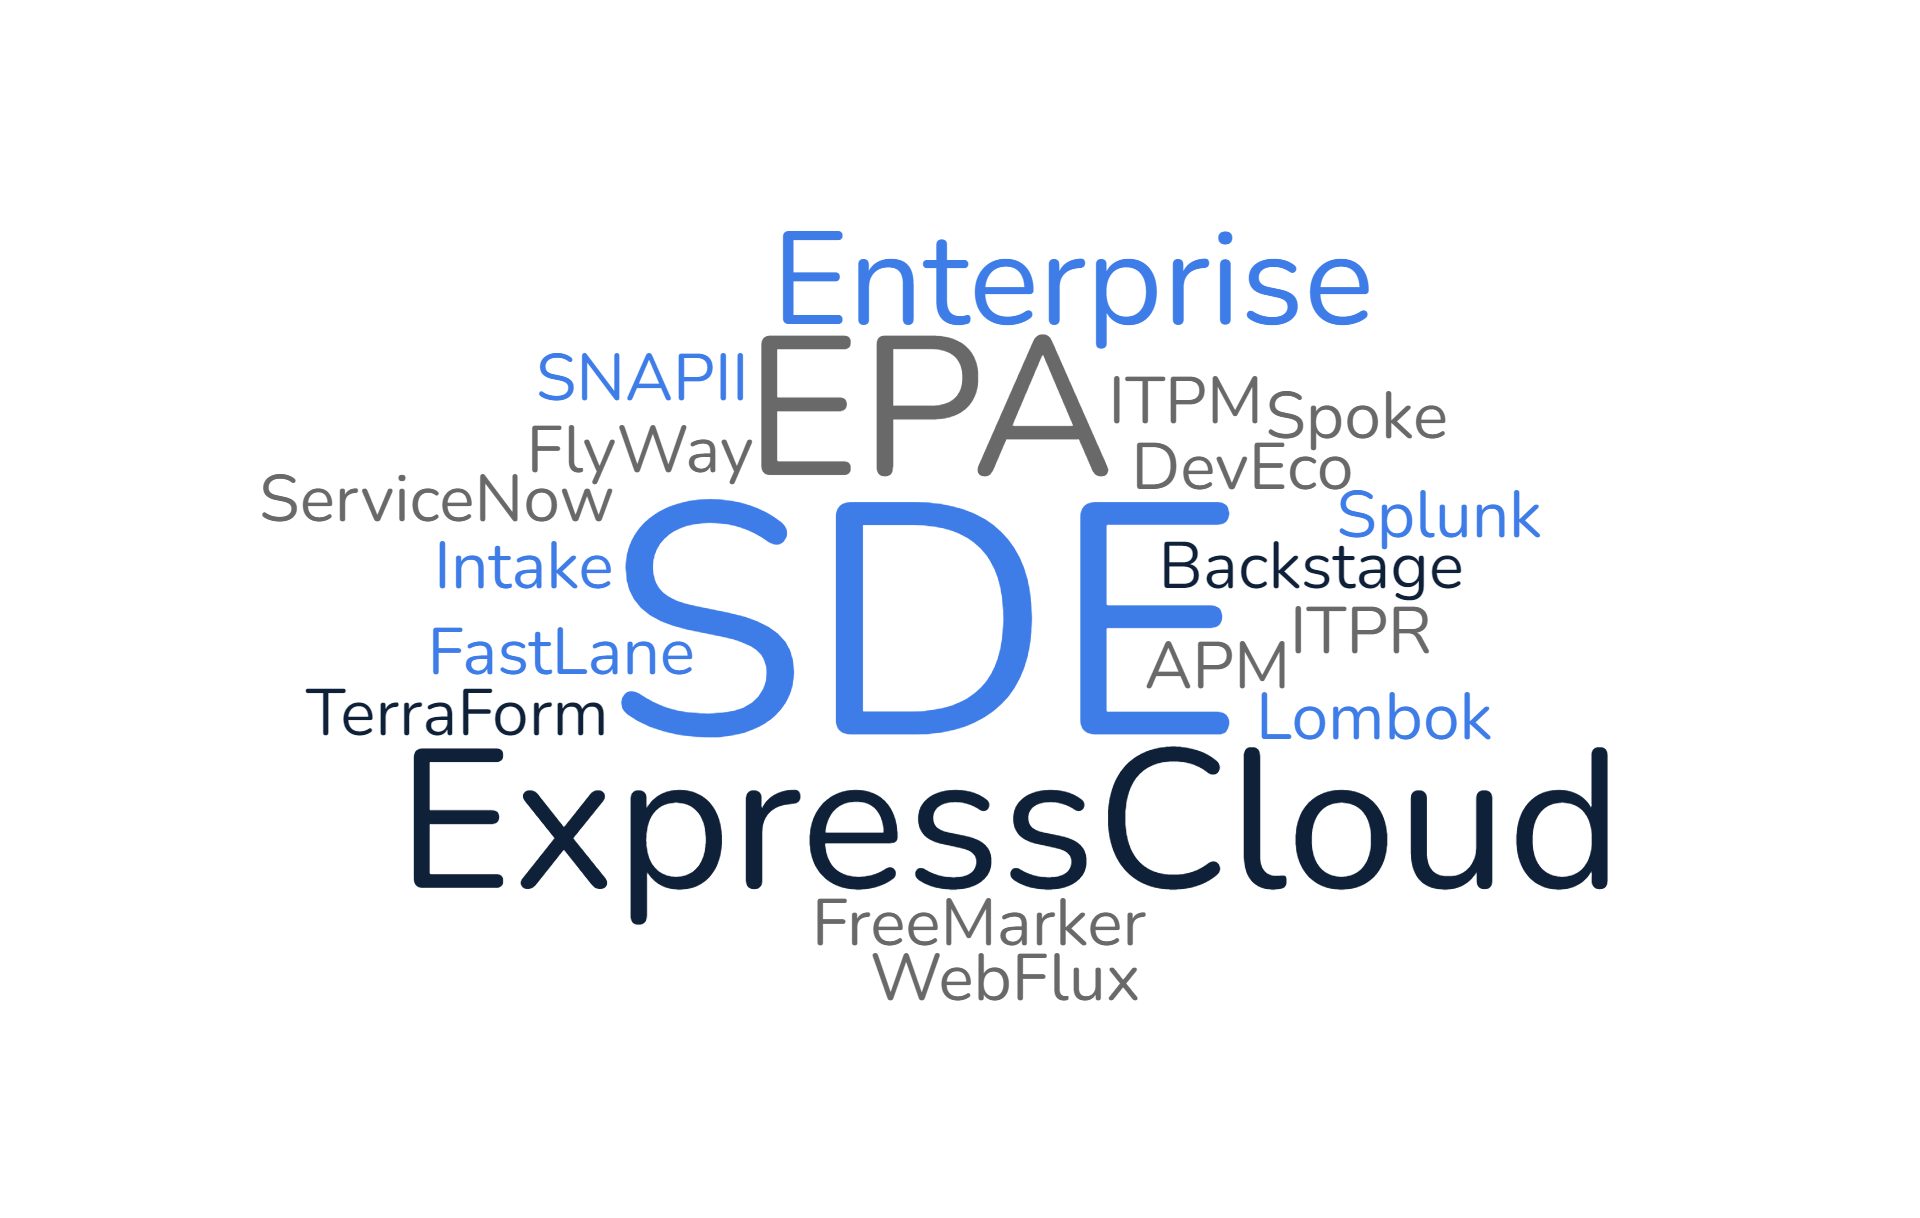 Enterprise
SNAPII
EPA
ITPM
Spoke
FlyWay
DevEco
ServiceNow
SDE
Splunk
Intake
Backstage
ITPR
FastLane
APM
TerraForm
Lombok
ExpressCloud
FreeMarker
WebFlux